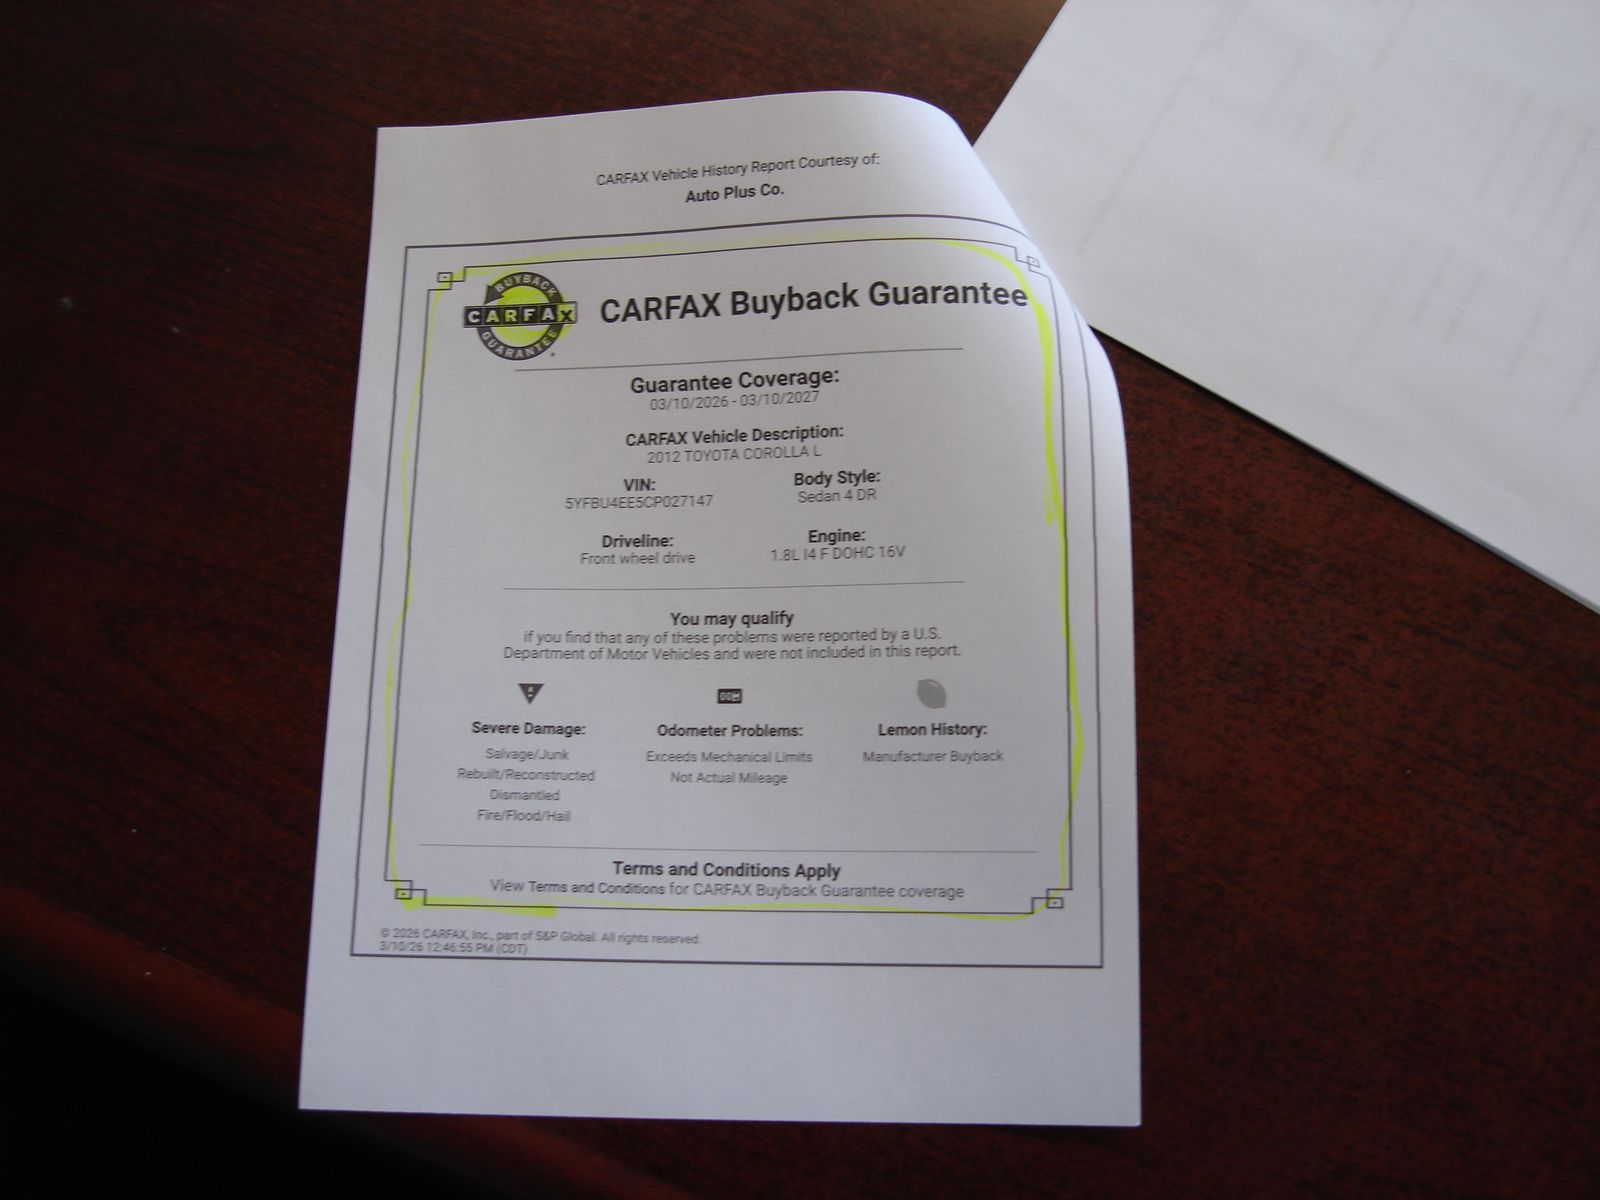 CARFAX Vehicle History Report Courtesy of:
Auto Plus Co.
BUYBACK
CARFAX
GUARANTEE
CARFAX Buyback Guarantee
Guarantee Coverage:
03/10/2026 - 03/10/2027
CARFAX Vehicle Description:
2012 TOYOTA COROLLA L
VIN:
5YFBU4EE5CP027147
Body Style:
Sedan 4 DR
Driveline:
Front wheel drive
Engine:
1.8L I4 F DOHC 16V
You may qualify
if you find that any of these problems were reported by a U.S.
Department of Motor Vehicles and were not included in this report.
Severe Damage:
Salvage/Junk
Rebuilt/Reconstructed
Dismantled
Fire/Flood/Hail
Odometer Problems:
Exceeds Mechanical Limits
Not Actual Mileage
Lemon History:
Manufacturer Buyback
Terms and Conditions Apply
View Terms and Conditions for CARFAX Buyback Guarantee coverage
© 2026 CARFAX, Inc., part of S&P Global. All rights reserved.
3/10/26 12:46:55 PM (CDT)